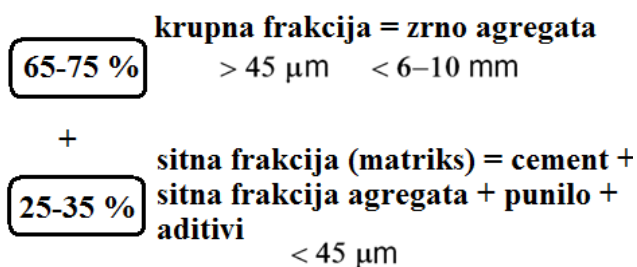 krupna frakcija = zrno agregata
65-75 %
> 45 μm < 6–10 mm
+
sitna frakcija (matriks) = cement +
25-35 %
sitna frakcija agregata + punilo +
aditivi
< 45 μm